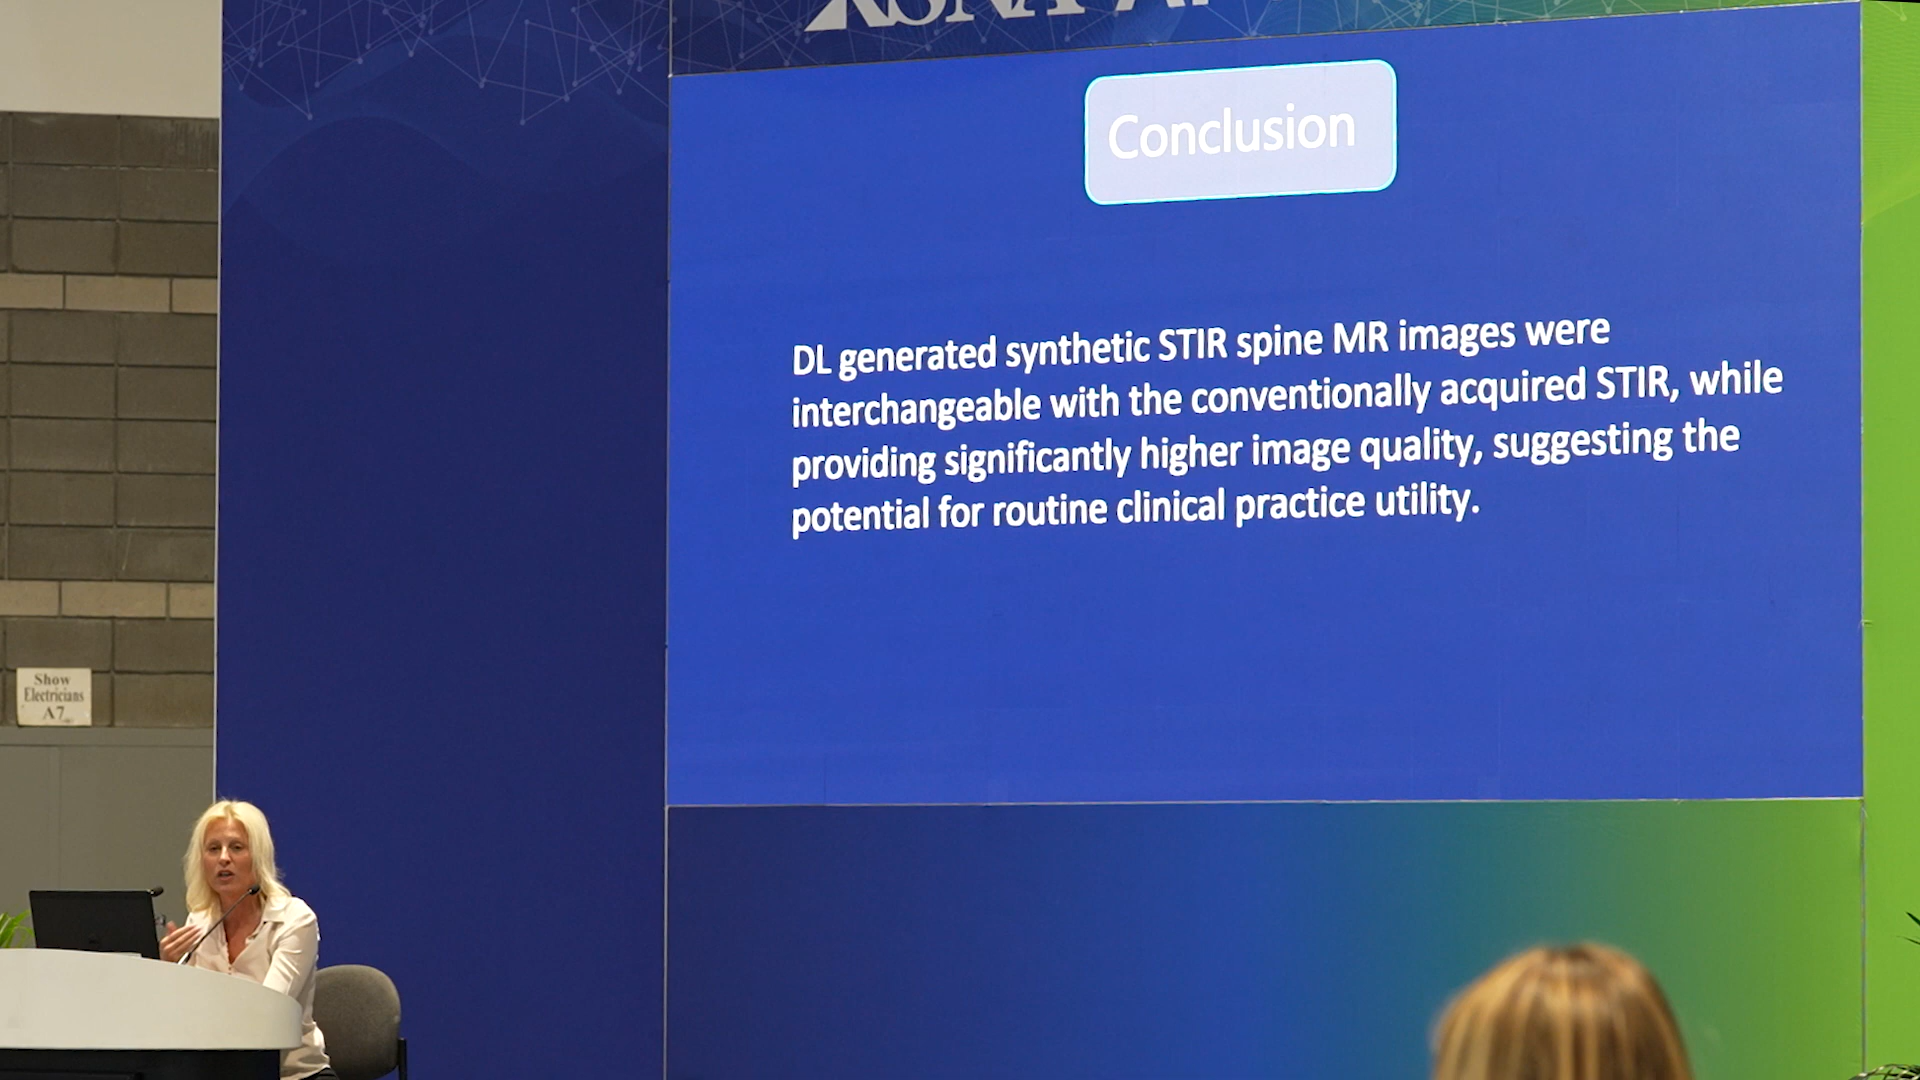 Conclusion
DL generated synthetic STIR spine MR images were
interchangeable with the conventionally acquired STIR, while
providing significantly higher image quality, suggesting the
potential for routine clinical practice utility.
Show
Electricians
A7